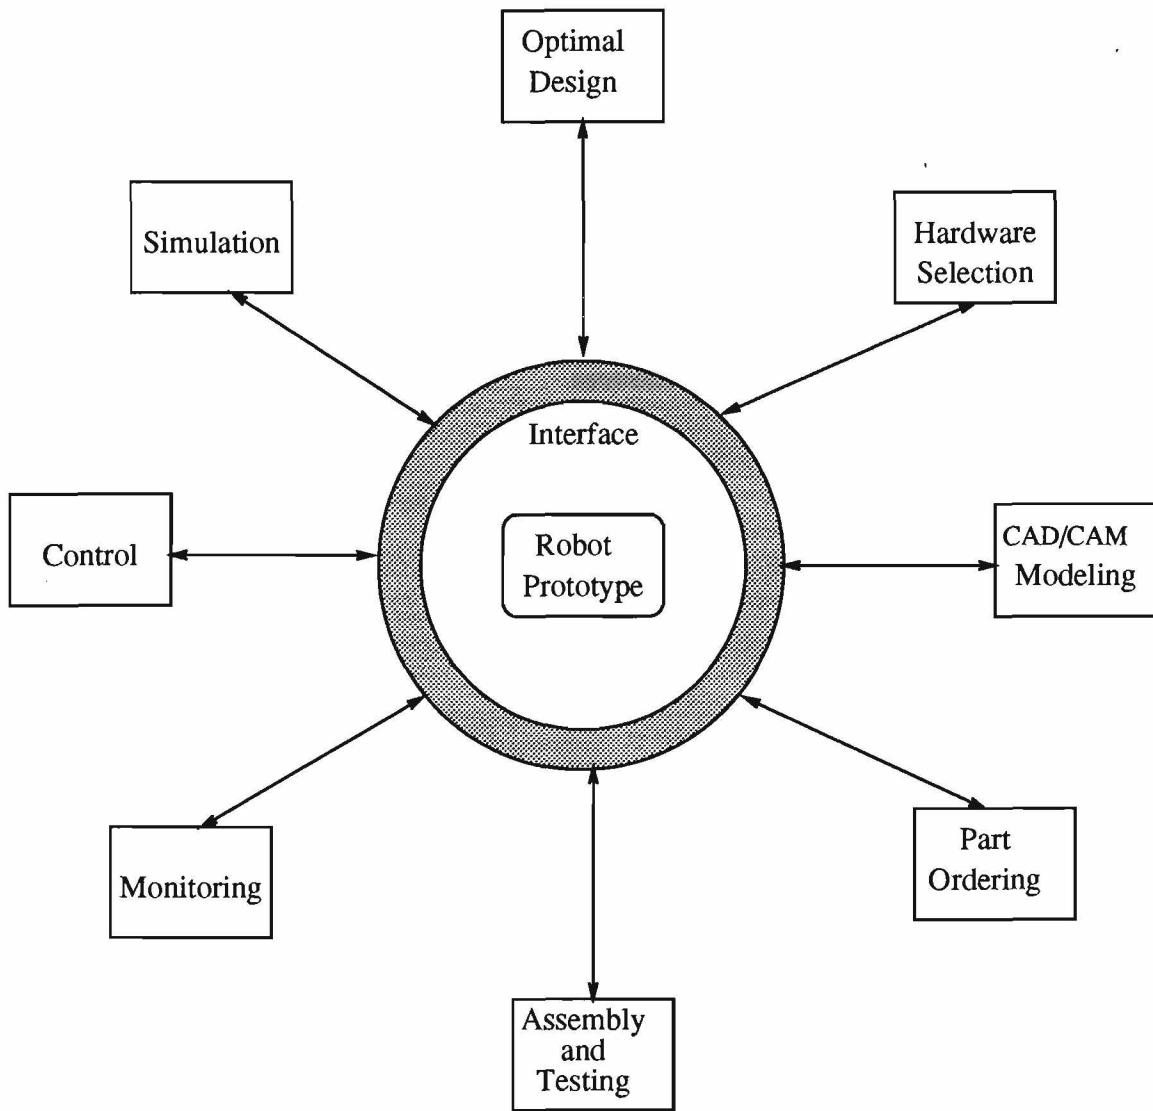 Optimal
Design
Simulation
Hardware
Selection
Interface
Control
Robot
Prototype
CAD/CAM
Modeling
Monitoring
Part
Ordering
Assembly
and
Testing